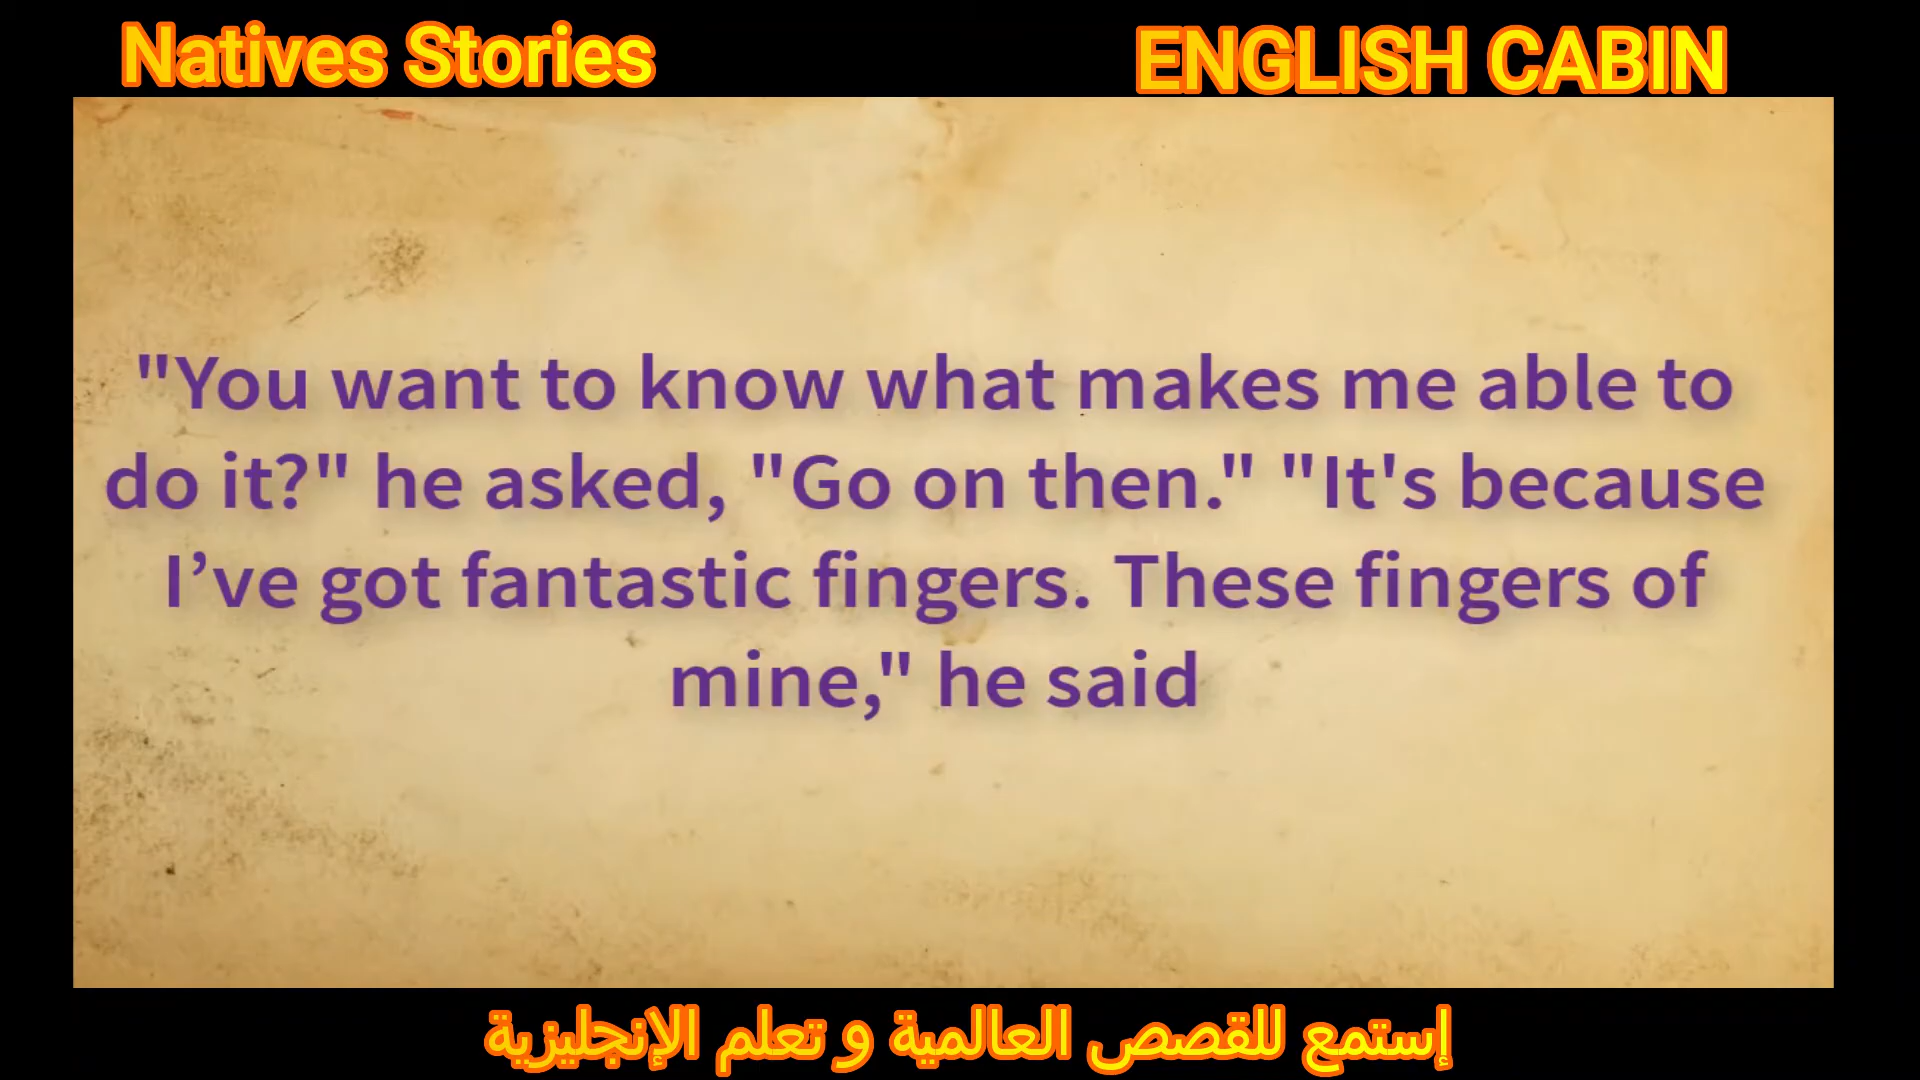 Natives Stories
ENGLISH CABIN
"You want to know what makes me able to
do it?" he asked, "Go on then." "It's because
I’ve got fantastic fingers. These fingers of
mine," he said
إستمع للقصص العالمية و تعلم الإنجليزية